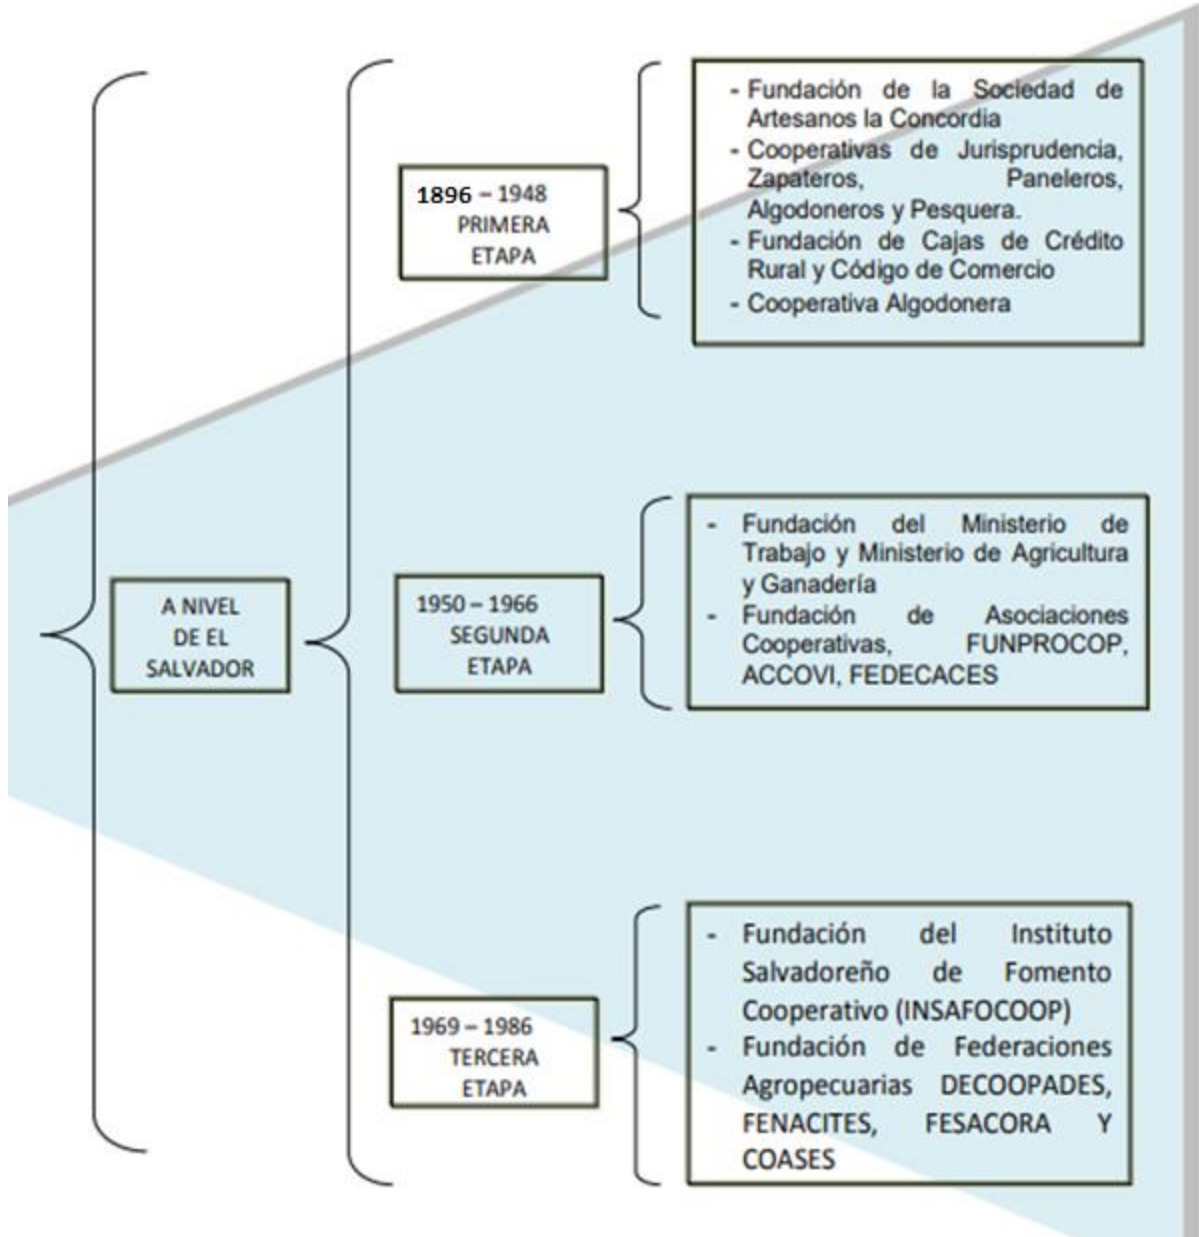 A NIVEL
DE EL
SALVADOR
1896 – 1948
PRIMERA
ETAPA
- Fundación de la Sociedad de
Artesanos la Concordia
- Cooperativas de Jurisprudencia,
Zapateros, Paneleros,
Algodoneros y Pesquera.
- Fundación de Cajas de Crédito
Rural y Código de Comercio
- Cooperativa Algodonera
1950 – 1966
SEGUNDA
ETAPA
- Fundación del Ministerio de
Trabajo y Ministerio de Agricultura
y Ganadería
- Fundación de Asociaciones
Cooperativas, FUNPROCOP,
ACCOVI, FEDECACES
1969 – 1986
TERCERA
ETAPA
- Fundación del Instituto
Salvadoreño de Fomento
Cooperativo (INSAFOCOOP)
- Fundación de Federaciones
Agropecuarias DECOOPADES,
FENACITES, FESACORA Y
COASES